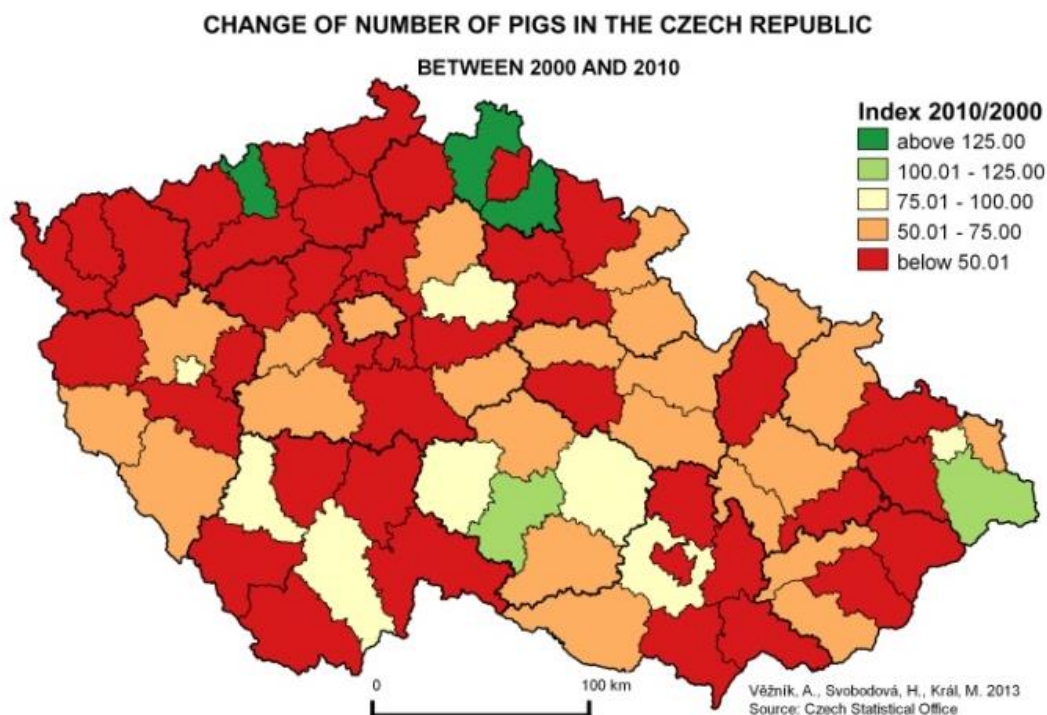 CHANGE OF NUMBER OF PIGS IN THE CZECH REPUBLIC
BETWEEN 2000 AND 2010
Index 2010/2000
above 125.00
100.01 - 125.00
75.01 - 100.00
50.01 - 75.00
below 50.01
0 100 km
Věžník, A., Svobodová, H., Král, M. 2013
Source: Czech Statistical Office